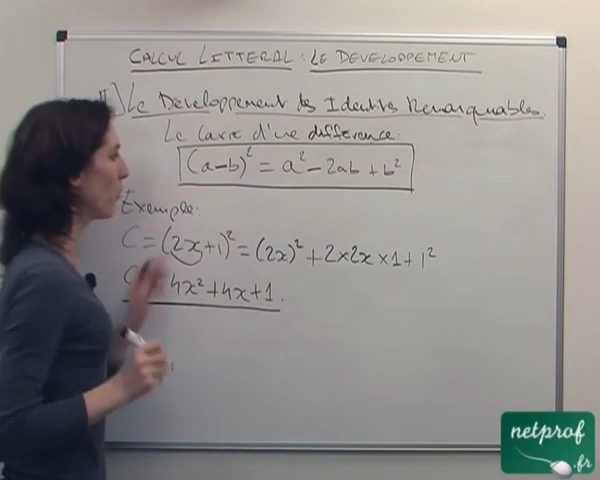 CALCUL LITTERAL : LE DEVELOPPEMENT
II) Le Developpement des Identités Remarquables.
Le carré d'une différence:
(a-b)² = a² - 2ab + b²
Exemple:
C = (2x+1)² = (2x)² + 2×2x×1 + 1²
C 4x² + 4x + 1.
netprof
.fr